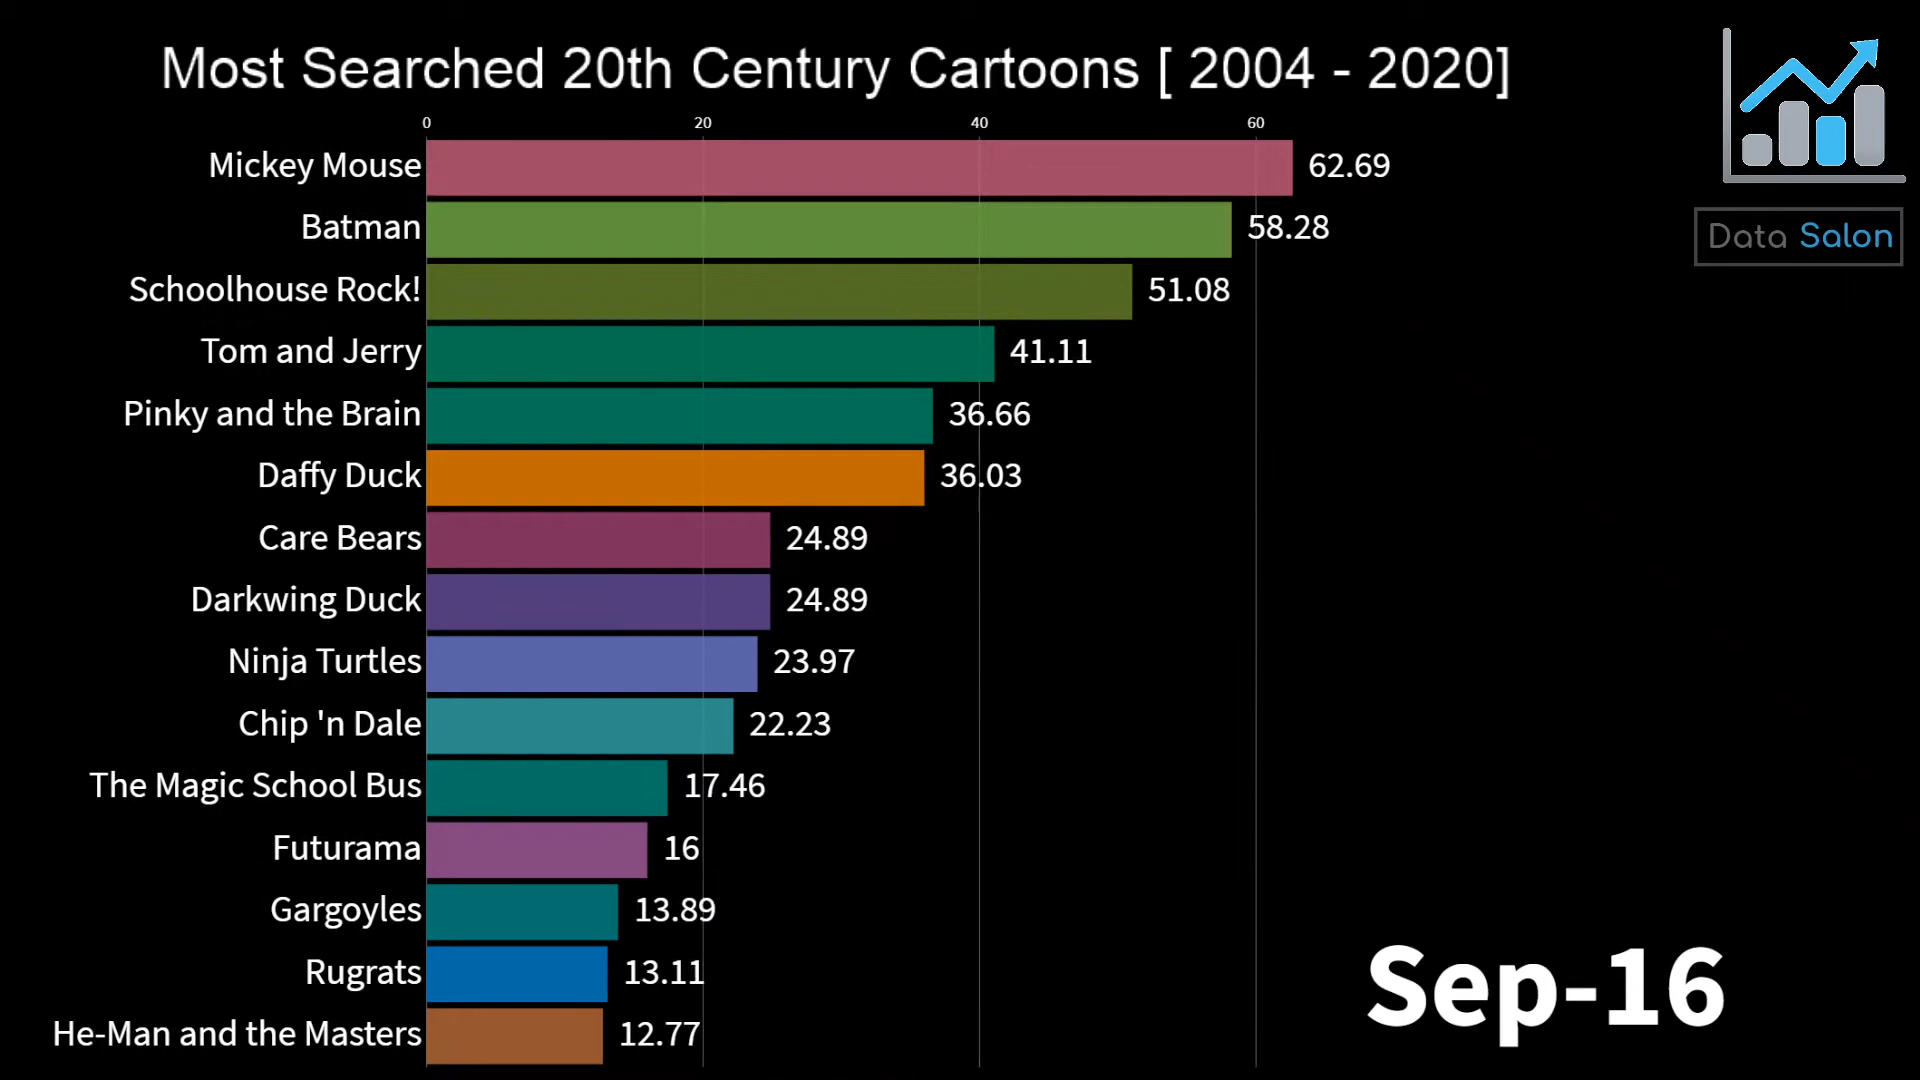 Most Searched 20th Century Cartoons [ 2004 - 2020]
0 20 40 60
Mickey Mouse 62.69
Batman 58.28
Schoolhouse Rock! 51.08
Tom and Jerry 41.11
Pinky and the Brain 36.66
Daffy Duck 36.03
Care Bears 24.89
Darkwing Duck 24.89
Ninja Turtles 23.97
Chip 'n Dale 22.23
The Magic School Bus 17.46
Futurama 16
Gargoyles 13.89
Rugrats 13.11
He-Man and the Masters 12.77
Data Salon
Sep-16